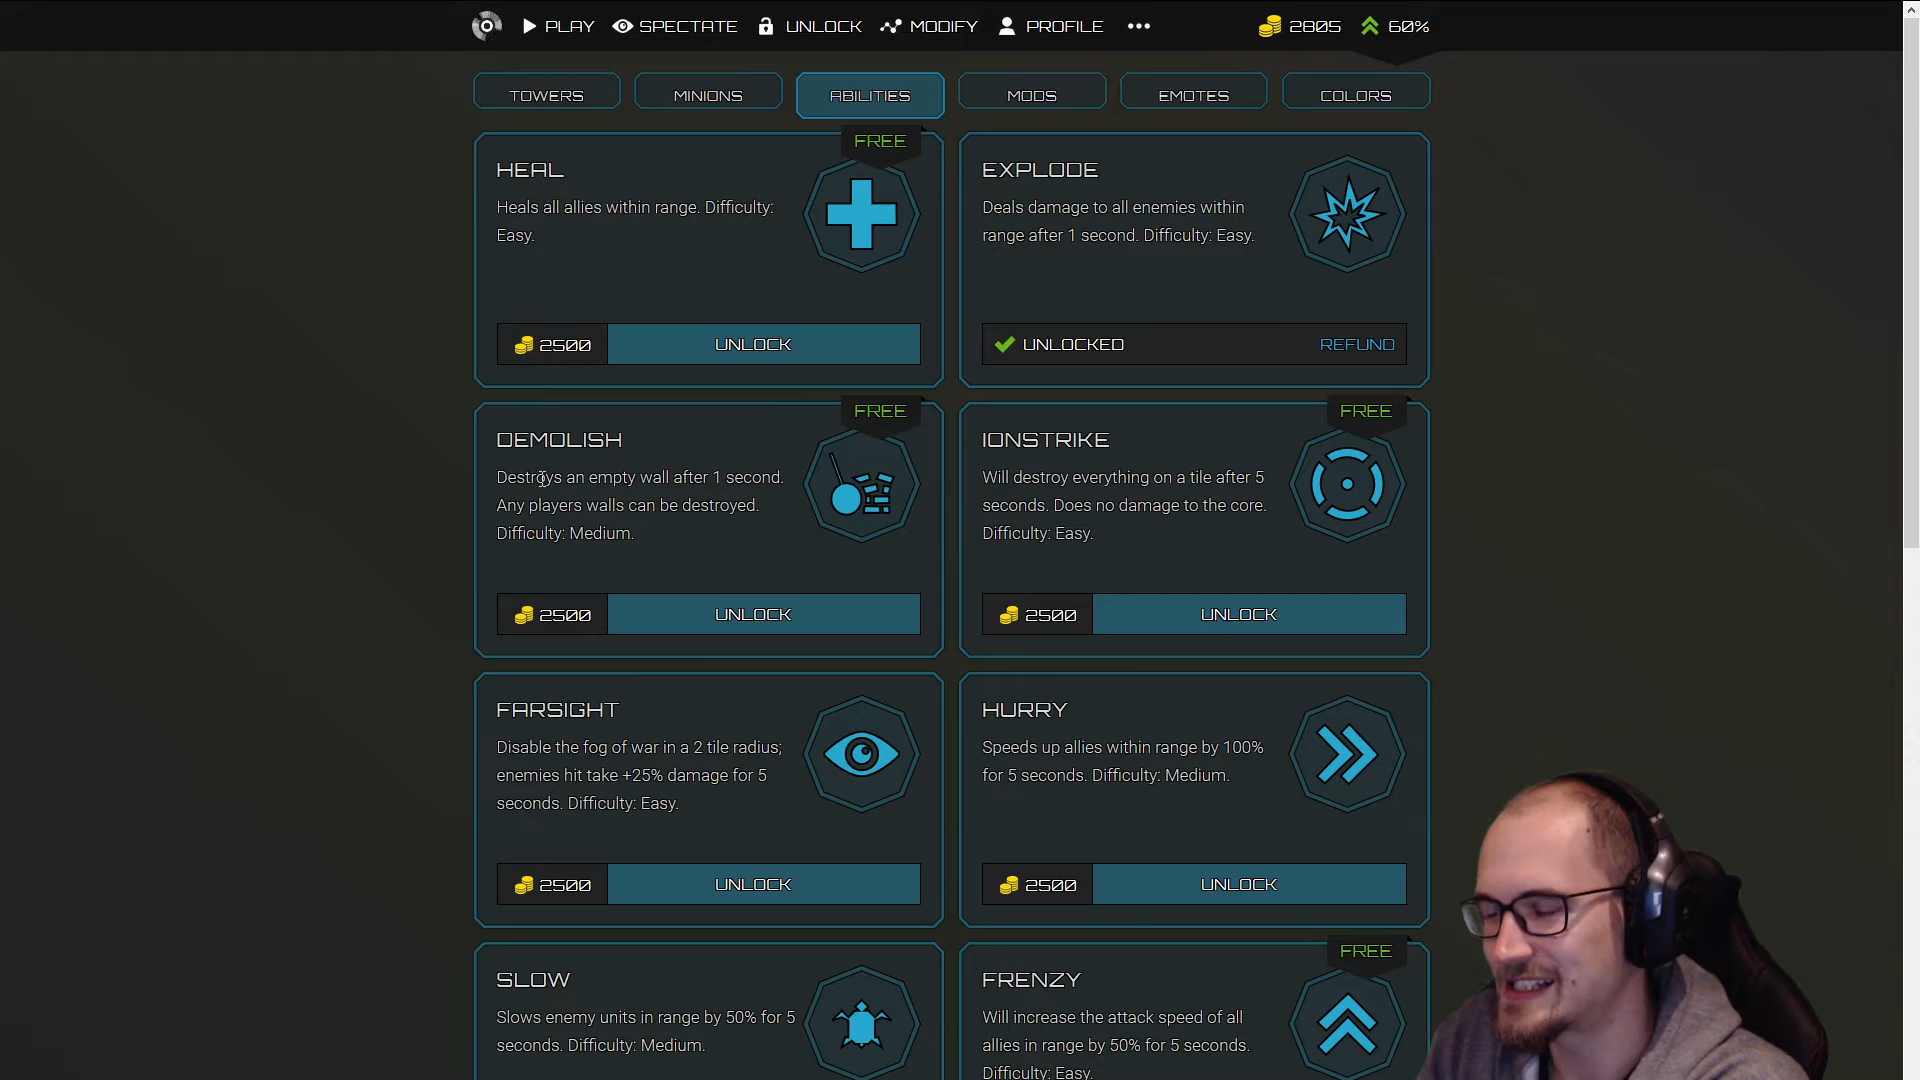 PLAY SPECTATE UNLOCK MODIFY PROFILE ••• 2805 60%
TOWERS MINIONS ABILITIES MODS EMOTES COLORS
FREE
HEAL
Heals all allies within range. Difficulty:
Easy.
2500 UNLOCK
EXPLODE
Deals damage to all enemies within
range after 1 second. Difficulty: Easy.
UNLOCKED REFUND
FREE
DEMOLISH
Destroys an empty wall after 1 second.
Any players walls can be destroyed.
Difficulty: Medium.
2500 UNLOCK
FREE
IONSTRIKE
Will destroy everything on a tile after 5
seconds. Does no damage to the core.
Difficulty: Easy.
2500 UNLOCK
FARSIGHT
Disable the fog of war in a 2 tile radius;
enemies hit take +25% damage for 5
seconds. Difficulty: Easy.
2500 UNLOCK
HURRY
Speeds up allies within range by 100%
for 5 seconds. Difficulty: Medium.
2500 UNLOCK
SLOW
Slows enemy units in range by 50% for 5
seconds. Difficulty: Medium.
FREE
FRENZY
Will increase the attack speed of all
allies in range by 50% for 5 seconds.
Difficulty: Easy.